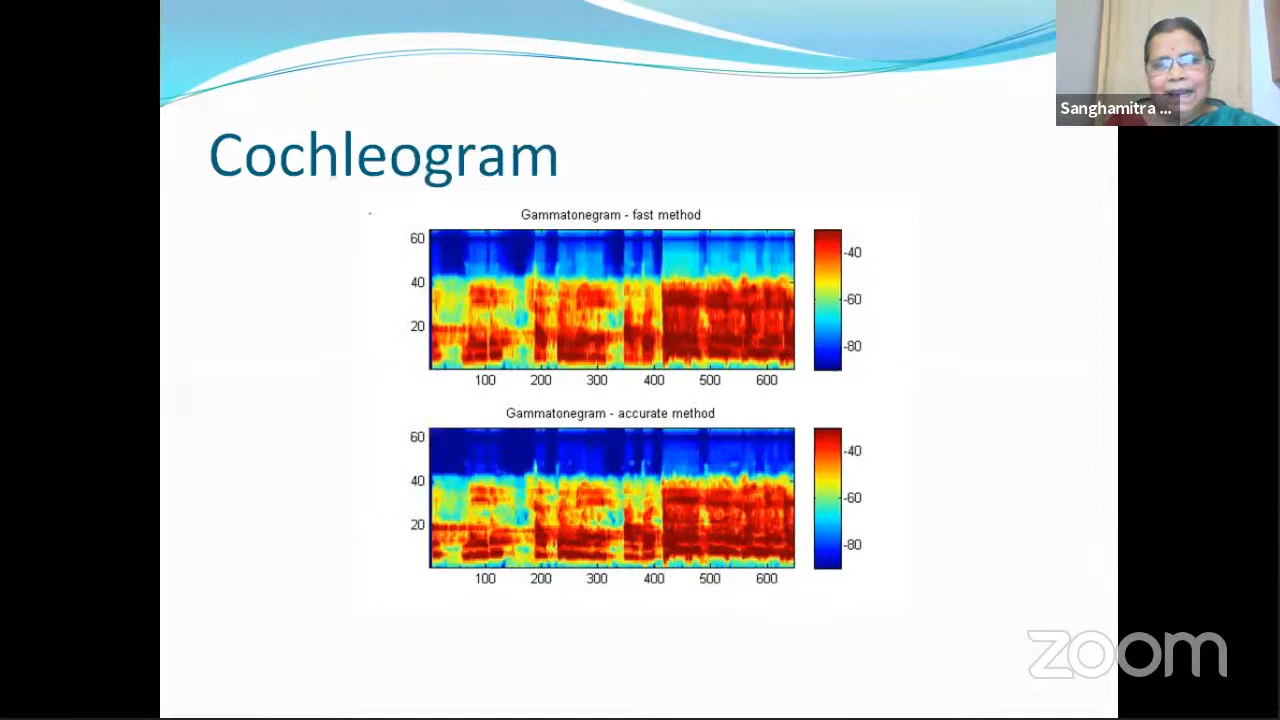 Sanghamitra ...
Cochleogram
Gammatonegram - fast method
60
40
20
100 200 300 400 500 600
-40
-60
-80
Gammatonegram - accurate method
60
40
20
100 200 300 400 500 600
-40
-60
-80
zoom